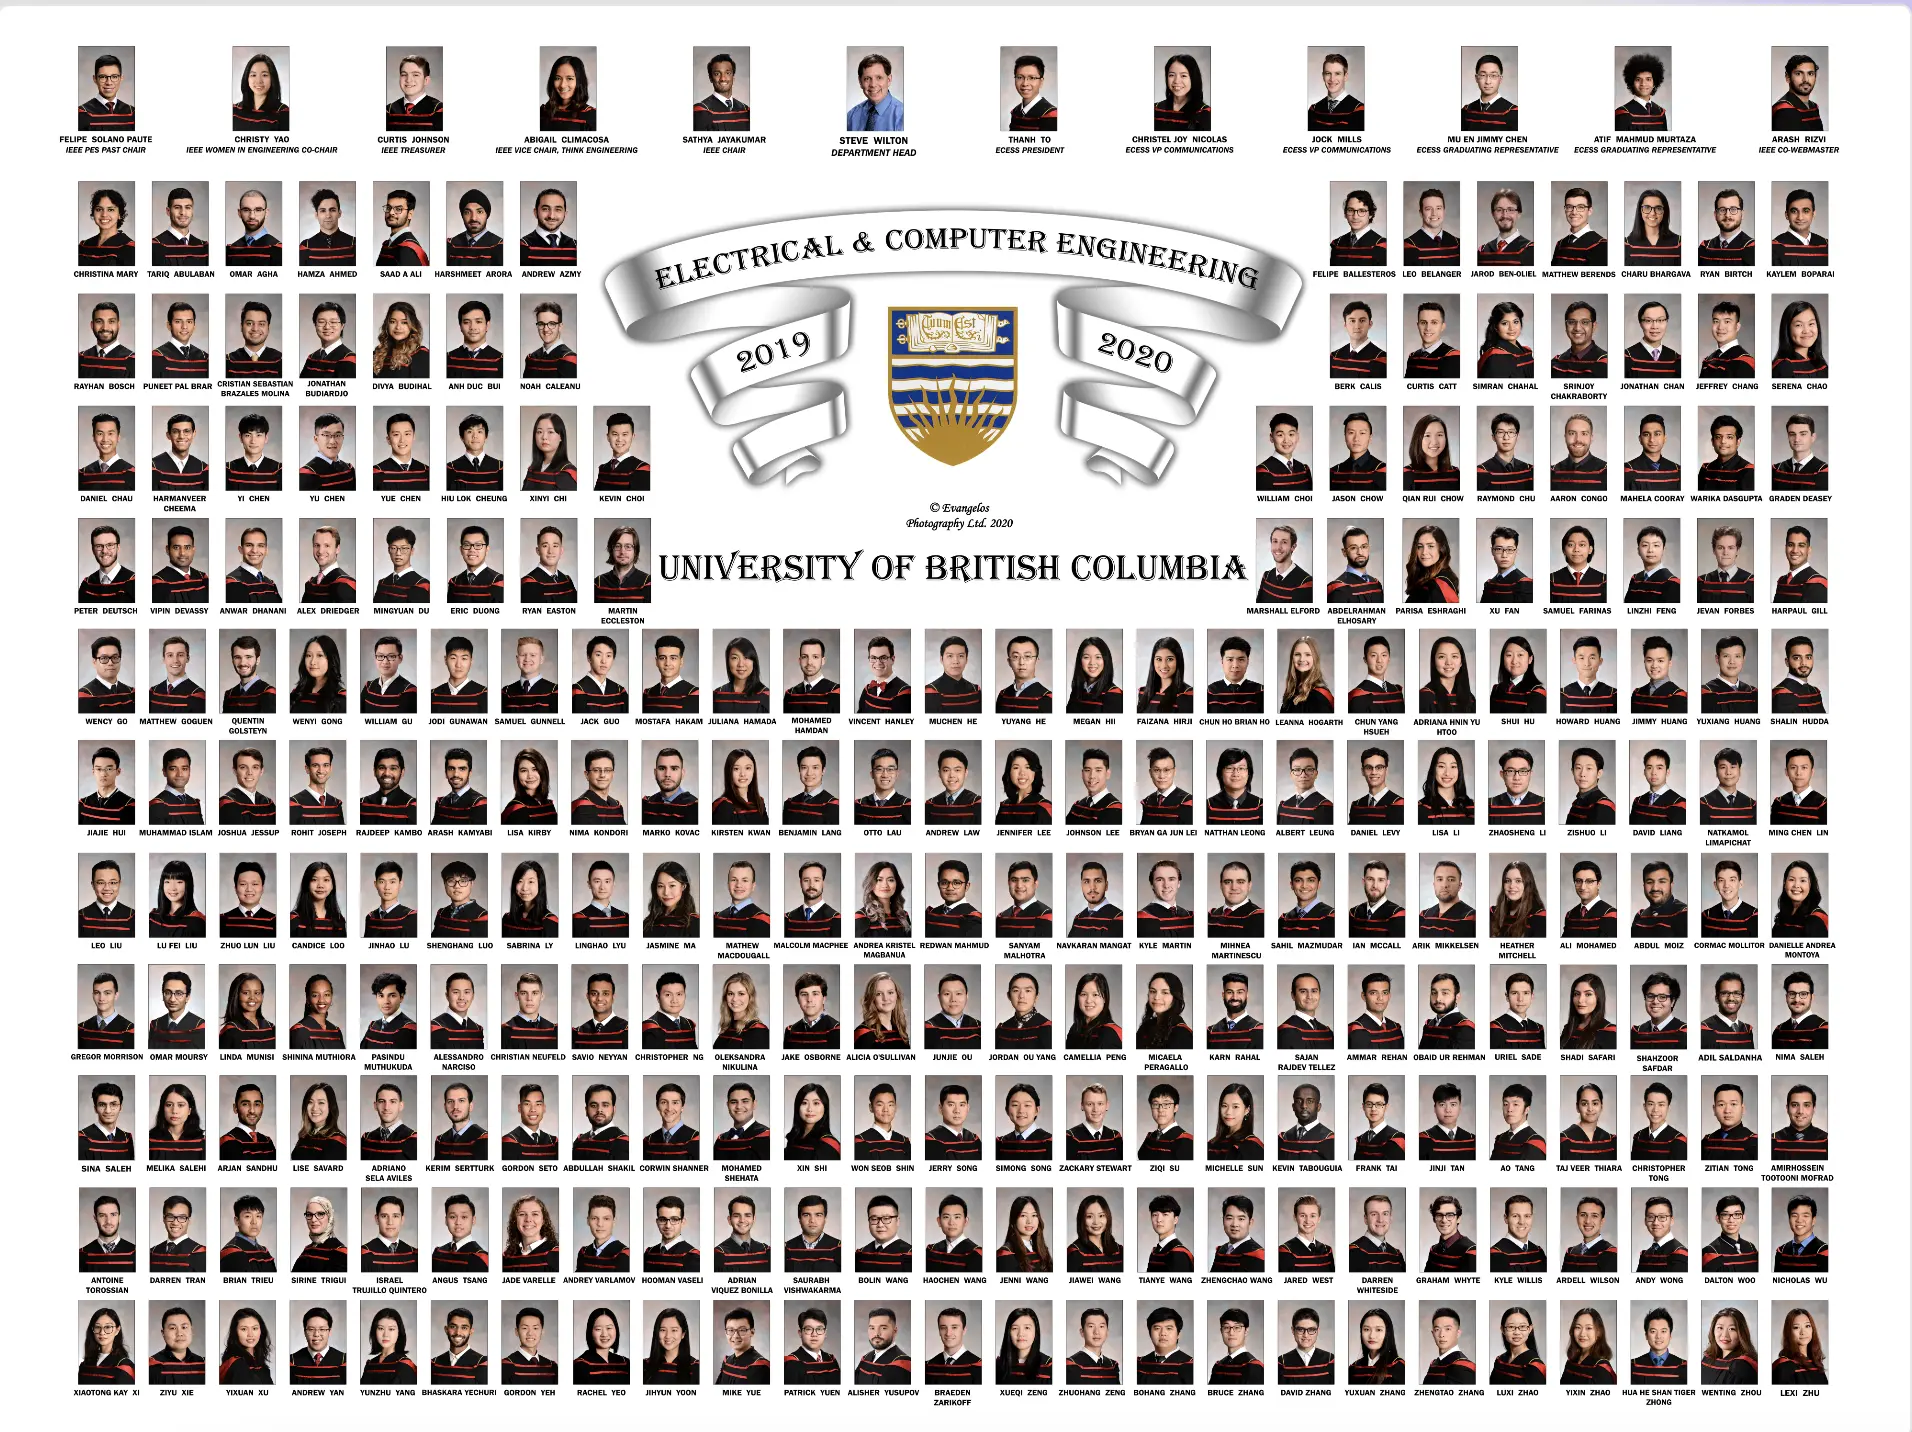 FELIPE SOLANO PAUTE
IEEE PES PAST CHAIR
CHRISTY YAO
IEEE WOMEN IN ENGINEERING CO-CHAIR
CURTIS JOHNSON
IEEE TREASURER
ABIGAIL CLIMACOSA
IEEE VICE CHAIR, THINK ENGINEERING
SATHYA JAYAKUMAR
IEEE CHAIR
STEVE WILTON
DEPARTMENT HEAD
THANH TO
ECESS PRESIDENT
CHRISTEL JOY NICOLAS
ECESS VP COMMUNICATIONS
JOCK MILLS
ECESS VP COMMUNICATIONS
MU EN JIMMY CHEN
ECESS GRADUATING REPRESENTATIVE
ATIF MAHMUD MURTAZA
ECESS GRADUATING REPRESENTATIVE
ARASH RIZVI
IEEE CO-WEBMASTER
ELECTRICAL & COMPUTER ENGINEERING
2019
2020
Tuum Est
© Evangelos
Photography Ltd. 2020
UNIVERSITY OF BRITISH COLUMBIA
CHRISTINA MARY
TARIQ ABULABAN
OMAR AGHA
HAMZA AHMED
SAAD A ALI
HARSHMEET ARORA
ANDREW AZMY
FELIPE BALLESTEROS
LEO BELANGER
JAROD BEN-OLIEL
MATTHEW BERENDS
CHARU BHARGAVA
RYAN BIRTCH
KAYLEM BOPARAI
RAYHAN BOSCH
PUNEET PAL BRAR
CRISTIAN SEBASTIAN
BRAZALES MOLINA
JONATHAN
BUDIARDJO
DIVYA BUDIHAL
ANH DUC BUI
NOAH CALEANU
BERK CALIS
CURTIS CATT
SIMRAN CHAHAL
SRINJOY
CHAKRABORTY
JONATHAN CHAN
JEFFREY CHANG
SERENA CHAO
DANIEL CHAU
HARMANVEER
CHEEMA
YI CHEN
YU CHEN
YUE CHEN
HIU LOK CHEUNG
XINYI CHI
KEVIN CHOI
WILLIAM CHOI
JASON CHOW
QIAN RUI CHOW
RAYMOND CHU
AARON CONGO
MAHELA COORAY
WARIKA DASGUPTA
GRADEN DEASEY
PETER DEUTSCH
VIPIN DEVASSY
ANWAR DHANANI
ALEX DRIEDGER
MINGYUAN DU
ERIC DUONG
RYAN EASTON
MARTIN
ECCLESTON
MARSHALL ELFORD
ABDELRAHMAN
ELHOSARY
PARISA ESHRAGHI
XU FAN
SAMUEL FARINAS
LINZHI FENG
JEVAN FORBES
HARPAUL GILL
WENCY GO
MATTHEW GOGUEN
QUENTIN
GOLSTEYN
WENYI GONG
WILLIAM GU
JODI GUNAWAN
SAMUEL GUNNELL
JACK GUO
MOSTAFA HAKAM
JULIANA HAMADA
MOHAMED
HAMDAN
VINCENT HANLEY
MUCHEN HE
YUYANG HE
MEGAN HII
FAIZANA HIRJI
CHUN HO BRIAN HO
LEANNA HOGARTH
CHUN YANG
HSUEH
ADRIANA HNIN YU
HTOO
SHUI HU
HOWARD HUANG
JIMMY HUANG
YUXIANG HUANG
SHALIN HUDDA
JIAJIE HUI
MUHAMMAD ISLAM
JOSHUA JESSUP
ROHIT JOSEPH
RAJDEEP KAMBO
ARASH KAMYABI
LISA KIRBY
NIMA KONDORI
MARKO KOVAC
KIRSTEN KWAN
BENJAMIN LANG
OTTO LAU
ANDREW LAW
JENNIFER LEE
JOHNSON LEE
BRYAN GA JUN LEI
NATTHAN LEONG
ALBERT LEUNG
DANIEL LEVY
LISA LI
ZHAOSHENG LI
ZISHUO LI
DAVID LIANG
NATKAMOL
LIMAPICHAT
MING CHEN LIN
LEO LIU
LU FEI LIU
ZHUO LUN LIU
CANDICE LOO
JINHAO LU
SHENGHANG LUO
SABRINA LY
LINGHAO LYU
JASMINE MA
MATHEW
MACDOUGALL
MALCOLM MACPHEE
ANDREA KRISTEL
MAGBANUA
REDWAN MAHMUD
SANYAM
MALHOTRA
NAVKARAN MANGAT
KYLE MARTIN
MIHNEA
MARTINESCU
SAHIL MAZMUDAR
IAN MCCALL
ARIK MIKKELSEN
HEATHER
MITCHELL
ALI MOHAMED
ABDUL MOIZ
CORMAC MOLLITOR
DANIELLE ANDREA
MONTOYA
GREGOR MORRISON
OMAR MOURSY
LINDA MUNISI
SHININA MUTHIORA
PASINDU
MUTHUKUDA
ALESSANDRO
NARCISO
CHRISTIAN NEUFELD
SAVIO NEYYAN
CHRISTOPHER NG
OLEKSANDRA
NIKULINA
JAKE OSBORNE
ALICIA O'SULLIVAN
JUNJIE OU
JORDAN OU YANG
CAMELLIA PENG
MICAELA
PERAGALLO
KARN RAHAL
SAJAN
RAJDEV TELLEZ
AMMAR REHAN
OBAID UR REHMAN
URIEL SADE
SHADI SAFARI
SHAHZOOR
SAFDAR
ADIL SALDANHA
NIMA SALEH
SINA SALEH
MELIKA SALEHI
ARJAN SANDHU
LISE SAVARD
ADRIANO
SELA AVILES
KERIM SERTTURK
GORDON SETO
ABDULLAH SHAKIL
CORWIN SHANNER
MOHAMED
SHEHATA
XIN SHI
WON SEOB SHIN
JERRY SONG
SIMONG SONG
ZACKARY STEWART
ZIQI SU
MICHELLE SUN
KEVIN TABOUGUIA
FRANK TAI
JINJI TAN
AO TANG
TAJ VEER THIARA
CHRISTOPHER
TONG
ZITIAN TONG
AMIRHOSSEIN
TOOTOONI MOFRAD
ANTOINE
TOROSSIAN
DARREN TRAN
BRIAN TRIEU
SIRINE TRIGUI
ISRAEL
TRUJILLO QUINTERO
ANGUS TSANG
JADE VARELLE
ANDREY VARLAMOV
HOOMAN VASELI
ADRIAN
VIQUEZ BONILLA
SAURABH
VISHWAKARMA
BOLIN WANG
HAOCHEN WANG
JENNI WANG
JIAWEI WANG
TIANYE WANG
ZHENGCHAO WANG
JARED WEST
DARREN
WHITESIDE
GRAHAM WHYTE
KYLE WILLIS
ARDELL WILSON
ANDY WONG
DALTON WOO
NICHOLAS WU
XIAOTONG KAY XI
ZIYU XIE
YIXUAN XU
ANDREW YAN
YUNZHU YANG
BHASKARA YECHURI
GORDON YEH
RACHEL YEO
JIHYUN YOON
MIKE YUE
PATRICK YUEN
ALISHER YUSUPOV
BRAEDEN
ZARIKOFF
XUEQI ZENG
ZHUOHANG ZENG
BOHANG ZHANG
BRUCE ZHANG
DAVID ZHANG
YUXUAN ZHANG
ZHENGTAO ZHANG
LUXI ZHAO
YIXIN ZHAO
HUA HE SHAN TIGER
ZHONG
WENTING ZHOU
LEXI ZHU